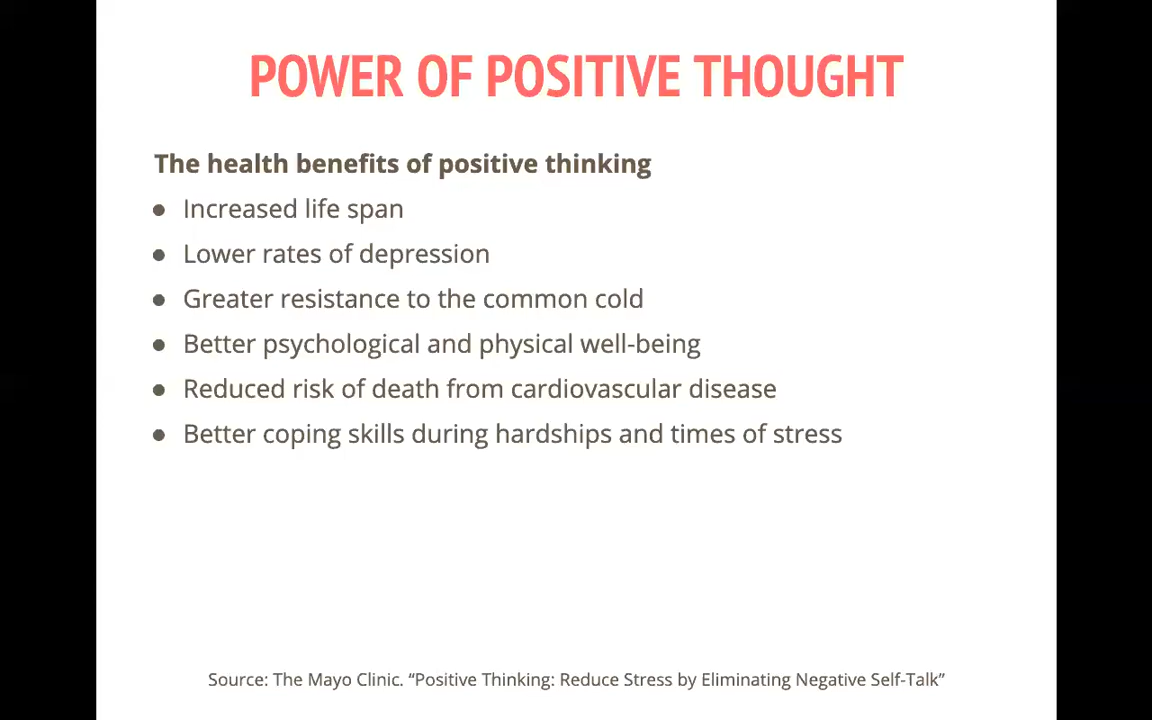 POWER OF POSITIVE THOUGHT
The health benefits of positive thinking
● Increased life span
● Lower rates of depression
● Greater resistance to the common cold
● Better psychological and physical well-being
● Reduced risk of death from cardiovascular disease
● Better coping skills during hardships and times of stress
Source: The Mayo Clinic. “Positive Thinking: Reduce Stress by Eliminating Negative Self-Talk”